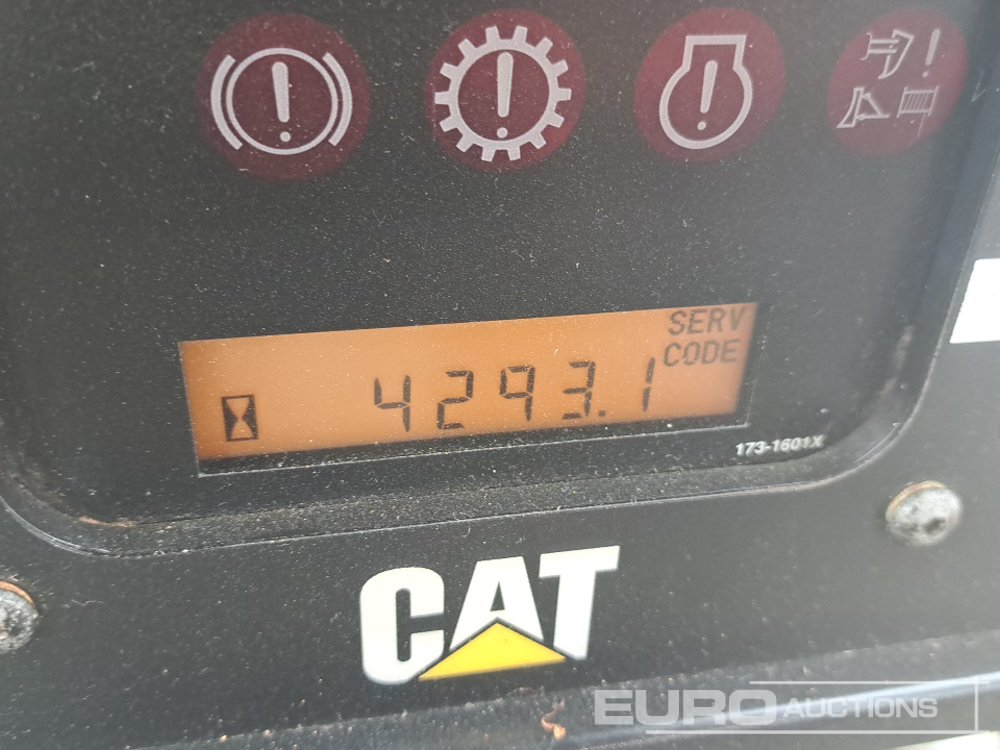 SERV
CODE
4293.1
173-1601X
CAT
EURO AUCTIONS